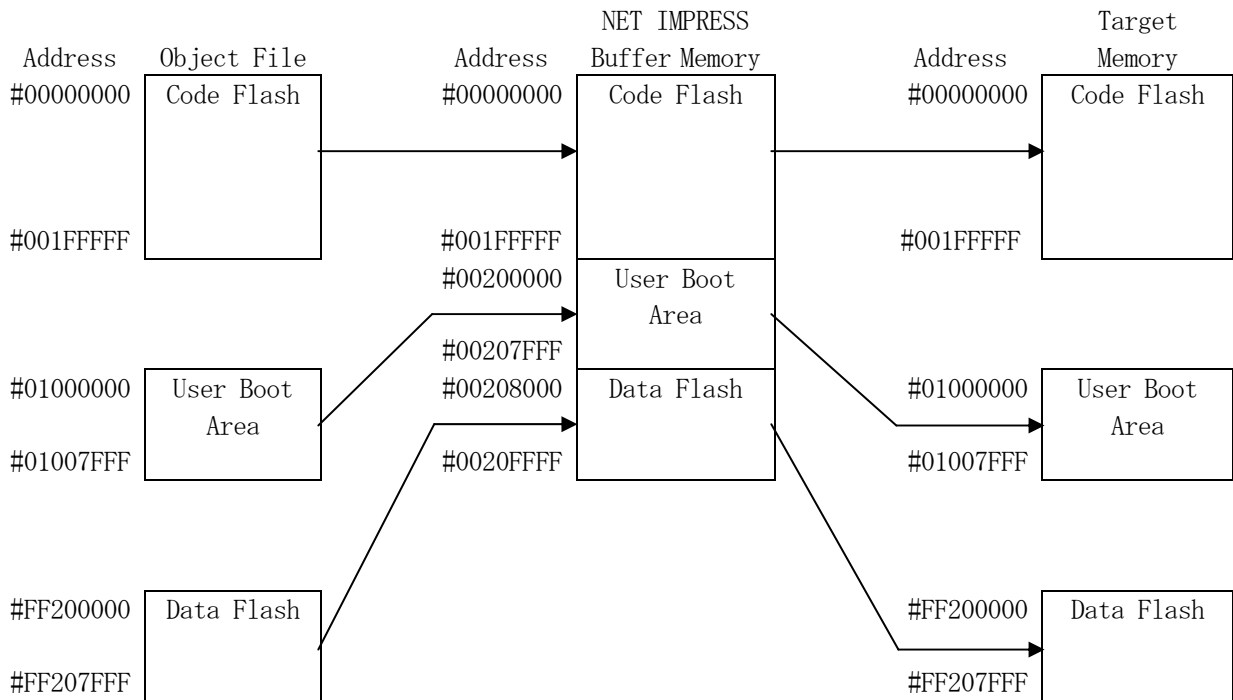 NET IMPRESS Target
Address Object File Address Buffer Memory Address Memory
#00000000 Code Flash #00000000 Code Flash #00000000 Code Flash
#001FFFFF #001FFFFF #001FFFFF
#00200000 User Boot
Area
#00207FFF
#01000000 User Boot #00208000 Data Flash #01000000 User Boot
Area Area
#01007FFF #0020FFFF #01007FFF
#FF200000 Data Flash #FF200000 Data Flash
#FF207FFF #FF207FFF